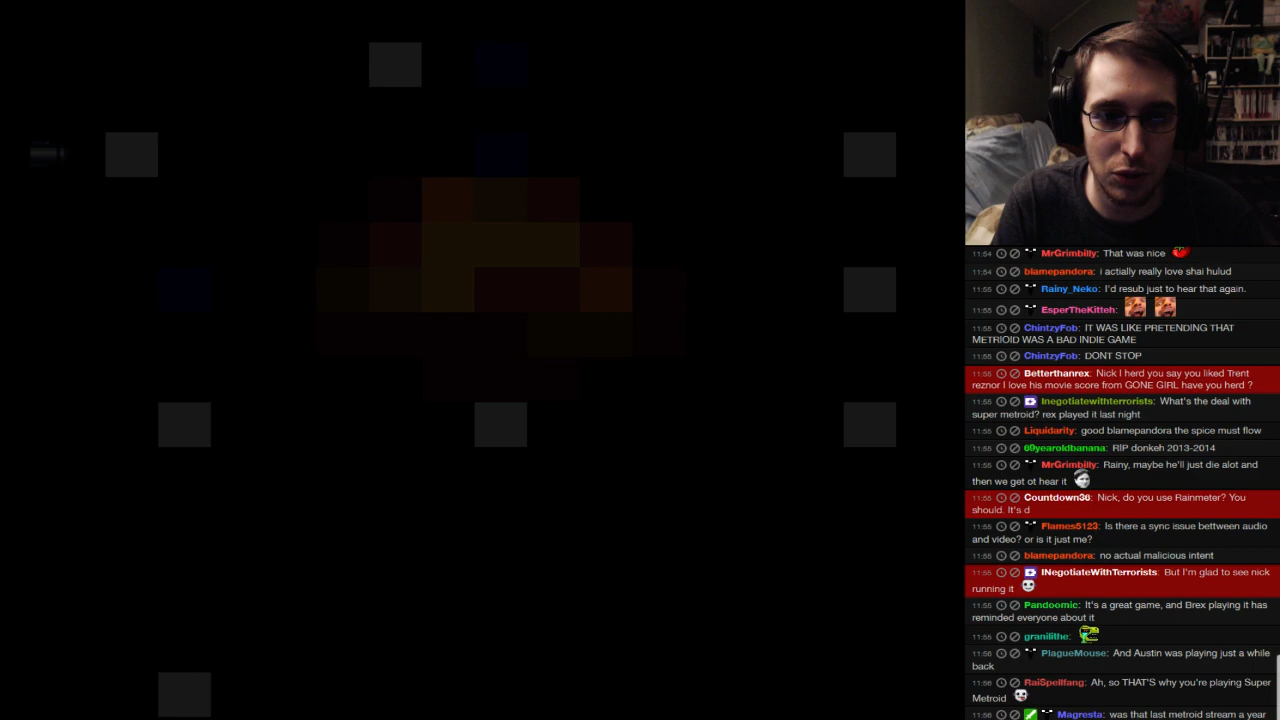 11:54 MrGrimbilly: That was nice
11:54 blamepandora: i actially really love shai hulud
11:55 Rainy_Neko: I'd resub just to hear that again.
11:55 EsperTheKitteh:
11:55 ChintzyFob: IT WAS LIKE PRETENDING THAT
METRIOID WAS A BAD INDIE GAME
11:55 ChintzyFob: DONT STOP
11:55 Betterthanrex: Nick I herd you say you liked Trent
reznor I love his movie score from GONE GIRL have you herd ?
11:55 Inegotiatewithterrorists: What's the deal with
super metroid? rex played it last night
11:55 Liquidarity: good blamepandora the spice must flow
11:55 69yearoldbanana: RIP donkeh 2013-2014
11:55 MrGrimbilly: Rainy, maybe he'll just die alot and
then we get ot hear it
11:55 Countdown36: Nick, do you use Rainmeter? You
should. It's d
11:55 Flames5123: Is there a sync issue bettween audio
and video? or is it just me?
11:55 blamepandora: no actual malicious intent
11:55 INegotiateWithTerrorists: But I'm glad to see nick
running it
11:55 Pandoomic: It's a great game, and Brex playing it has
reminded everyone about it
11:55 granilithe:
11:56 PlagueMouse: And Austin was playing just a while
back
11:56 RaiSpellfang: Ah, so THAT'S why you're playing Super
Metroid
11:56 Magresta: was that last metroid stream a year